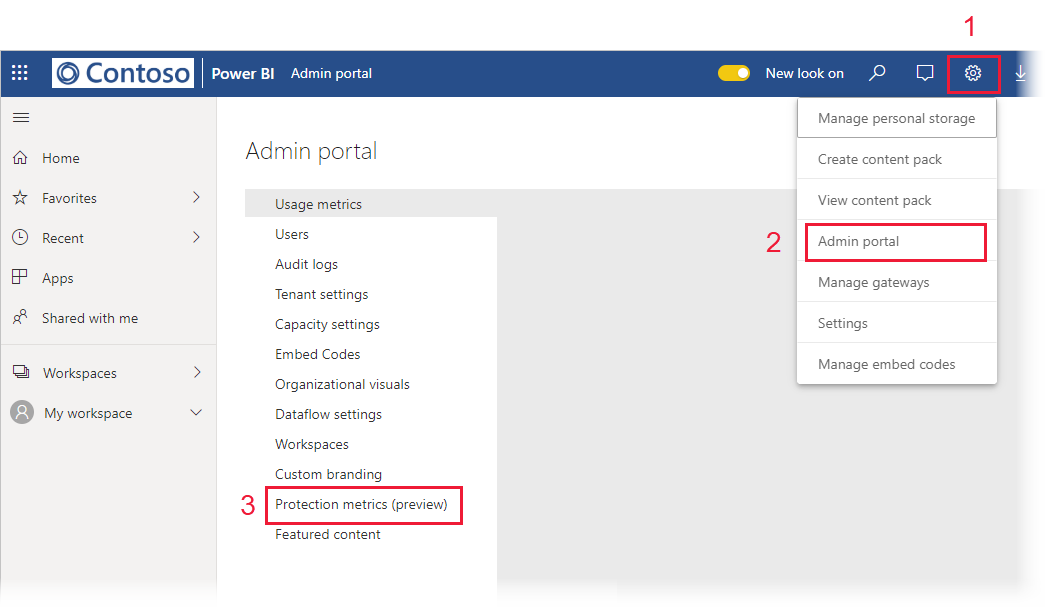 1
Contoso Power BI Admin portal New look on
Manage personal storage
Create content pack
View content pack
2 Admin portal
Manage gateways
Settings
Manage embed codes
Home
Favorites
Recent
Apps
Shared with me
Workspaces
My workspace
Admin portal
Usage metrics
Users
Audit logs
Tenant settings
Capacity settings
Embed Codes
Organizational visuals
Dataflow settings
Workspaces
Custom branding
3 Protection metrics (preview)
Featured content